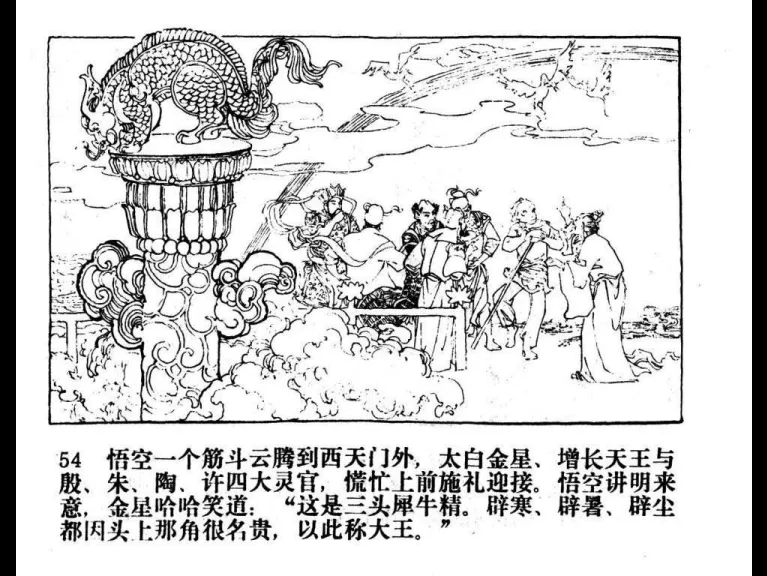 54 悟空一个筋斗云腾到西天门外，太白金星、增长天王与
殷、朱、陶、许四大灵官，慌忙上前施礼迎接。悟空讲明来
意，金星哈哈笑道：“这是三头犀牛精。辟寒、辟暑、辟尘
都因头上那角很名贵，以此称大王。”